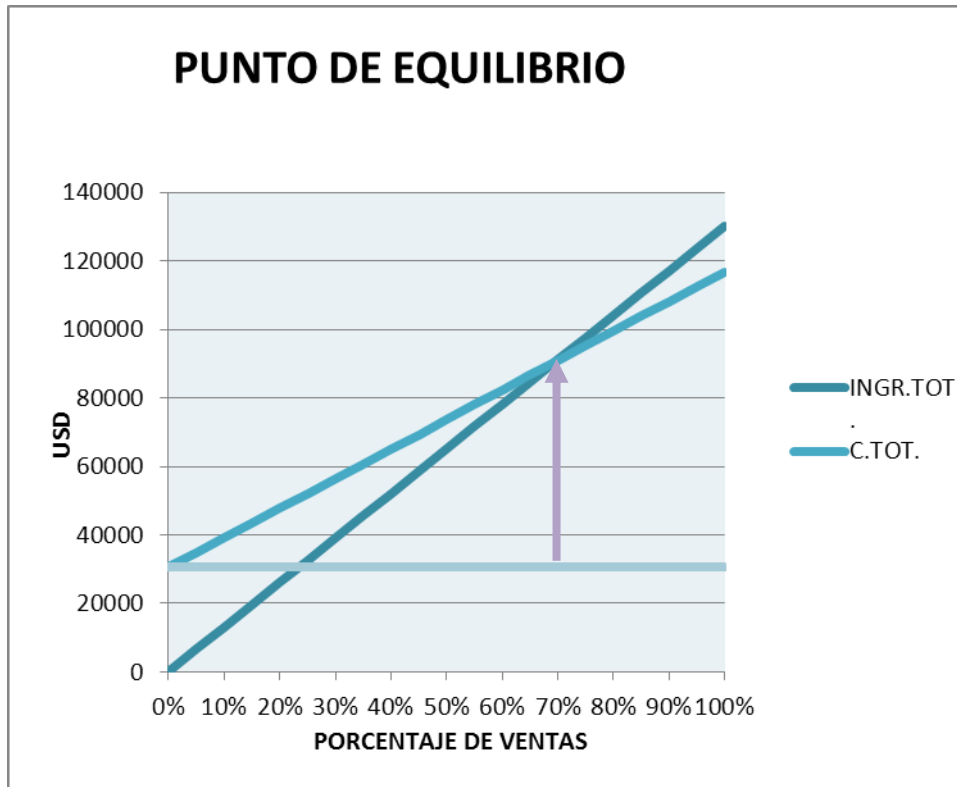 PUNTO DE EQUILIBRIO
140000
120000
100000
80000
60000
40000
20000
0
USD
0% 10% 20% 30% 40% 50% 60% 70% 80% 90% 100%
PORCENTAJE DE VENTAS
INGR.TOT
.
C.TOT.